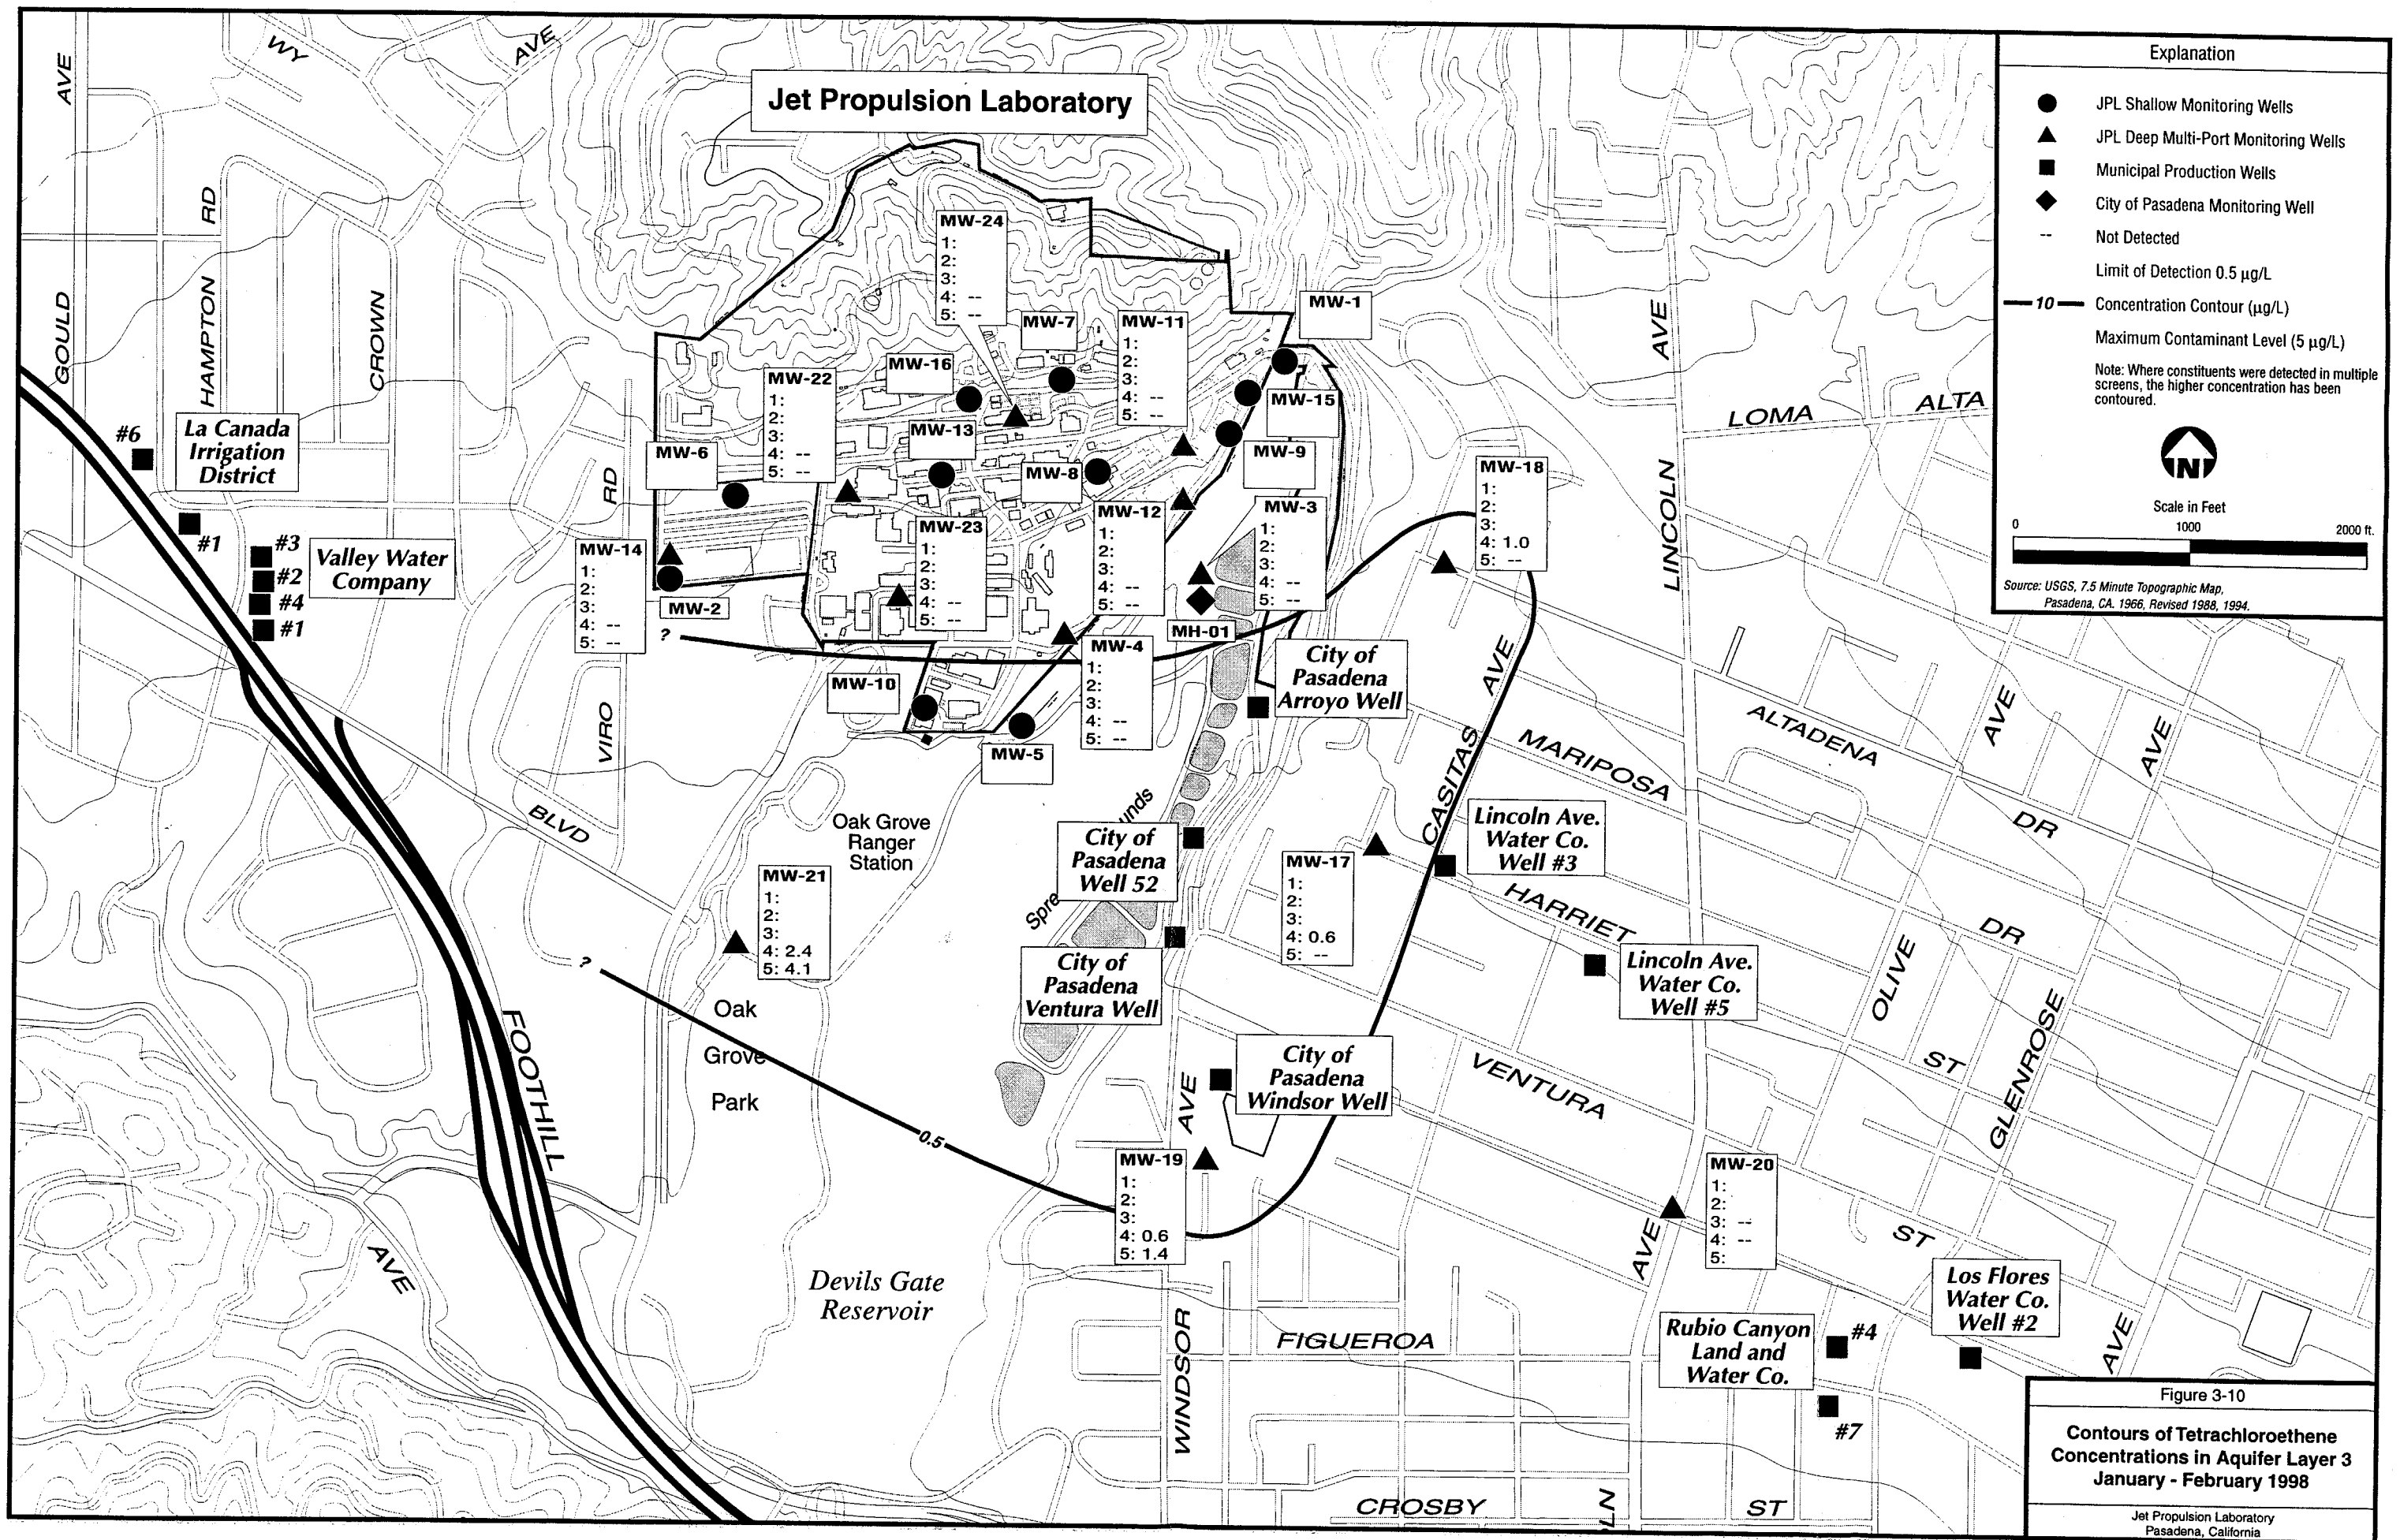 Jet Propulsion Laboratory
Explanation
JPL Shallow Monitoring Wells
JPL Deep Multi-Port Monitoring Wells
Municipal Production Wells
City of Pasadena Monitoring Well
-- Not Detected
Limit of Detection 0.5 µg/L
10 Concentration Contour (µg/L)
Maximum Contaminant Level (5 µg/L)
Note: Where constituents were detected in multiple
screens, the higher concentration has been
contoured.
N
Scale in Feet
0 1000 2000 ft.
Source: USGS, 7.5 Minute Topographic Map,
Pasadena, CA. 1966, Revised 1988, 1994.
AVE
WY
AVE
GOULD
HAMPTON
RD
CROWN
RD
VIRO
BLVD
FOOTHILL
AVE
#6
La Canada
Irrigation
District
#1
#3
#2
#4
#1
Valley Water
Company
MW-24
1:
2:
3:
4: --
5: --
MW-7
MW-11
1:
2:
3:
4: --
5: --
MW-1
MW-16
MW-22
1:
2:
3:
4: --
5: --
MW-15
MW-13
MW-6
MW-8
MW-9
MW-18
1:
2:
3:
4: 1.0
5: --
MW-14
1:
2:
3:
4: --
5: --
MW-2
MW-23
1:
2:
3:
4: --
5: --
MW-12
1:
2:
3:
4: --
5: --
MW-3
1:
2:
3:
4: --
5: --
MH-01
?
MW-4
1:
2:
3:
4: --
5: --
MW-10
MW-5
City of
Pasadena
Arroyo Well
AVE
LINCOLN
LOMA
ALTA
AVE
CASITAS
MARIPOSA
ALTADENA
DR
AVE
AVE
Oak Grove
Ranger
Station
Spre
unds
City of
Pasadena
Well 52
MW-17
1:
2:
3:
4: 0.6
5: --
Lincoln Ave.
Water Co.
Well #3
HARRIET
DR
MW-21
1:
2:
3:
4: 2.4
5: 4.1
?
City of
Pasadena
Ventura Well
Lincoln Ave.
Water Co.
Well #5
OLIVE
ST
GLENROSE
Oak
Grove
Park
0.5
City of
Pasadena
Windsor Well
AVE
VENTURA
MW-19
1:
2:
3:
4: 0.6
5: 1.4
MW-20
1:
2:
3: --
4: --
5:
AVE
ST
Devils Gate
Reservoir
WINDSOR
FIGUEROA
Rubio Canyon
Land and
Water Co.
#4
#7
Los Flores
Water Co.
Well #2
AVE
CROSBY
LN
ST
Figure 3-10
Contours of Tetrachloroethene
Concentrations in Aquifer Layer 3
January - February 1998
Jet Propulsion Laboratory
Pasadena, California